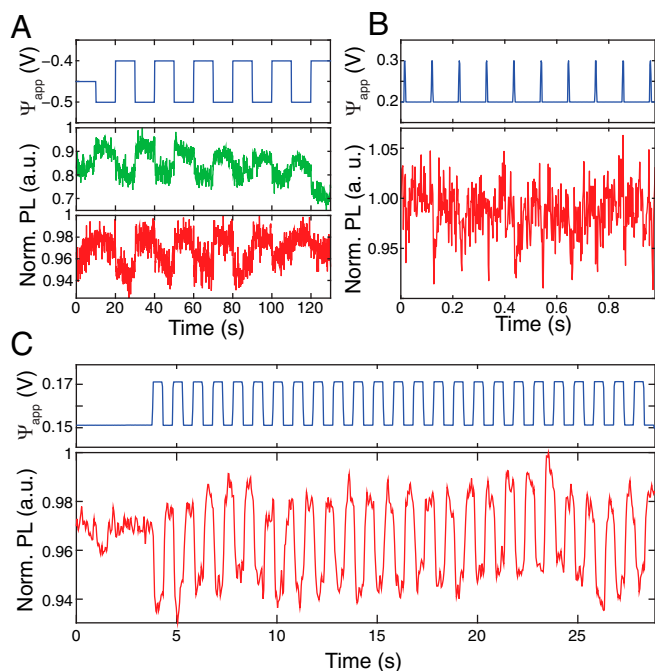 A
Ψapp (V)
−0.4
−0.5
Norm. PL (a.u.)
1
0.9
0.8
0.7
1
0.98
0.96
0.94
0 20 40 60 80 100 120
Time (s)
B
Ψapp (V)
0.3
0.2
Norm. PL (a. u.)
1.05
1.00
0.95
0 0.2 0.4 0.6 0.8
Time (s)
C
Ψapp (V)
0.17
0.15
Norm. PL (a.u.)
1
0.98
0.96
0.94
0 5 10 15 20 25
Time (s)